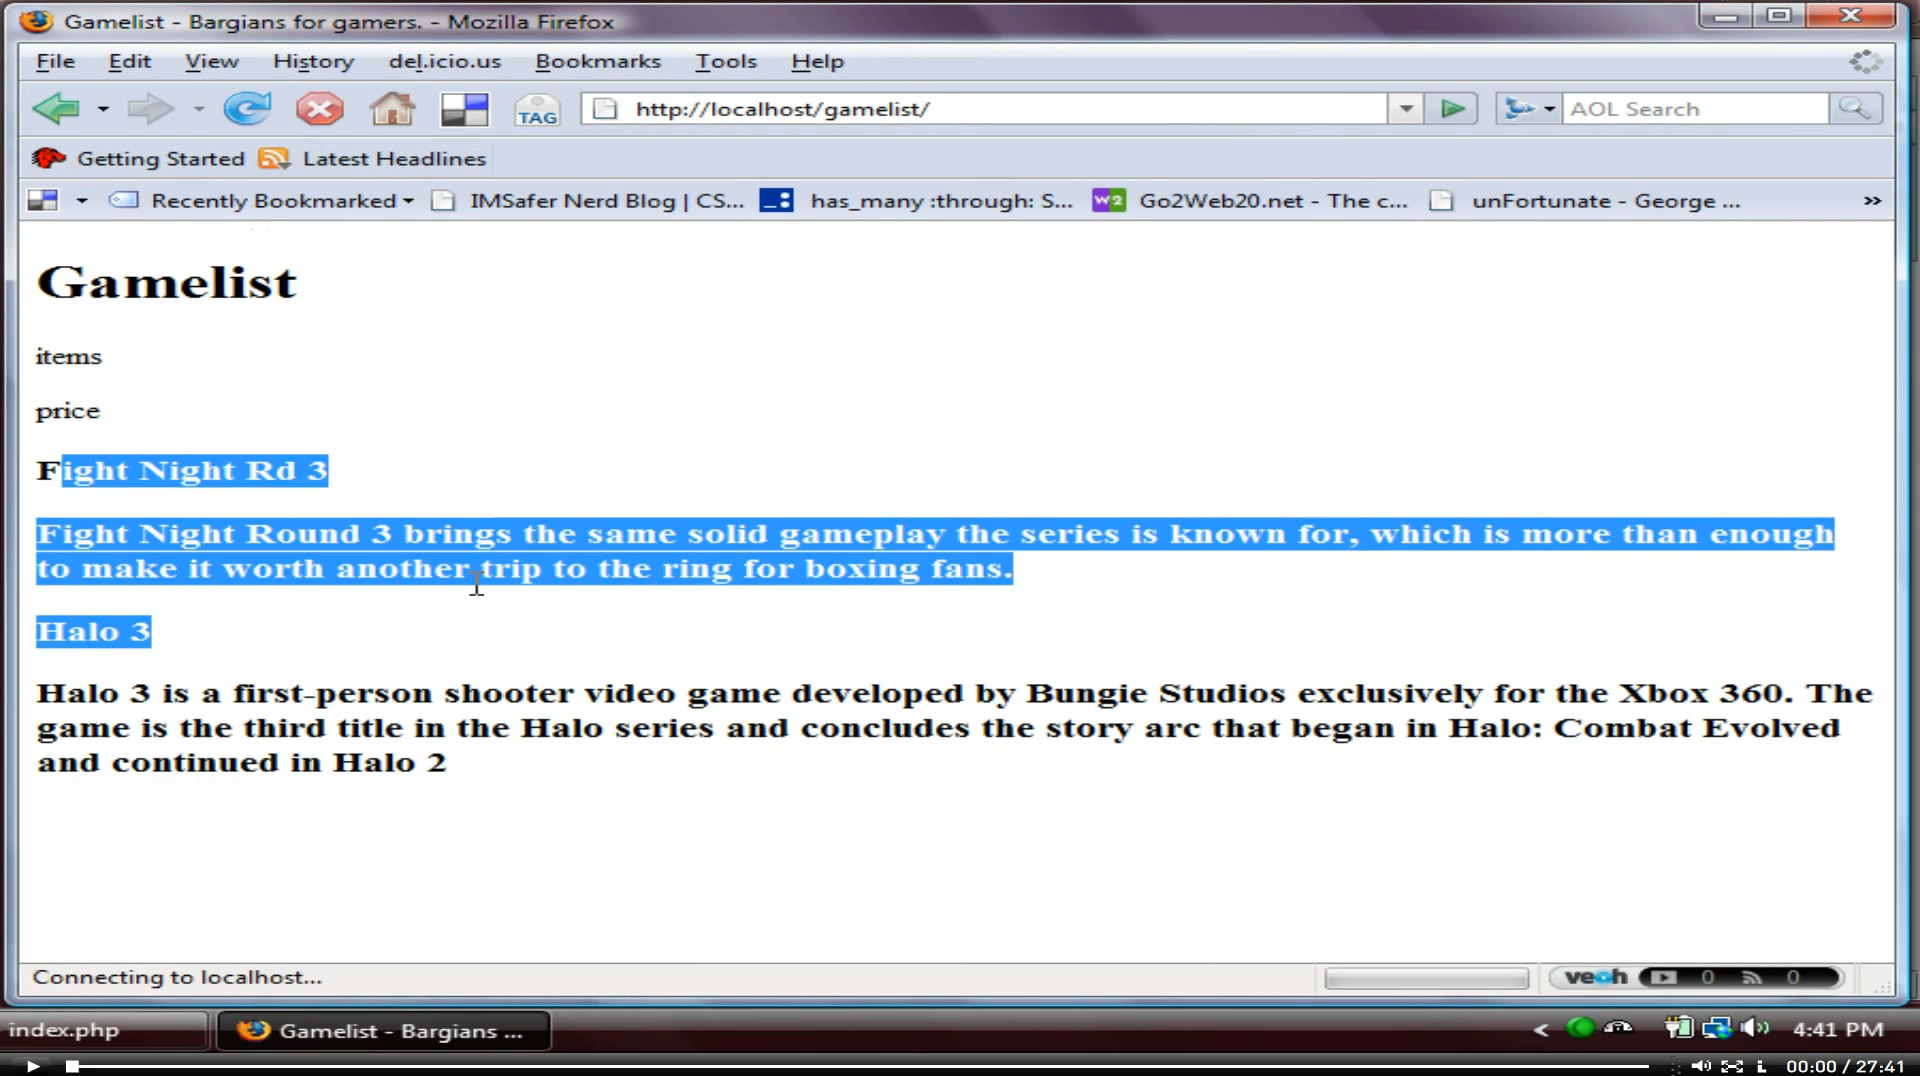 Gamelist - Bargians for gamers. - Mozilla Firefox
File Edit View History del.icio.us Bookmarks Tools Help
TAG http://localhost/gamelist/ AOL Search
Getting Started Latest Headlines
Recently Bookmarked IMSafer Nerd Blog | CS... has_many :through: S... W2 Go2Web20.net - The c... unFortunate - George ... »
Gamelist
items
price
Fight Night Rd 3
Fight Night Round 3 brings the same solid gameplay the series is known for, which is more than enough
to make it worth another trip to the ring for boxing fans.
Halo 3
Halo 3 is a first-person shooter video game developed by Bungie Studios exclusively for the Xbox 360. The
game is the third title in the Halo series and concludes the story arc that began in Halo: Combat Evolved
and continued in Halo 2
Connecting to localhost... veoh 0 0
index.php Gamelist - Bargians ... < 4:41 PM
L 00:00 / 27:41